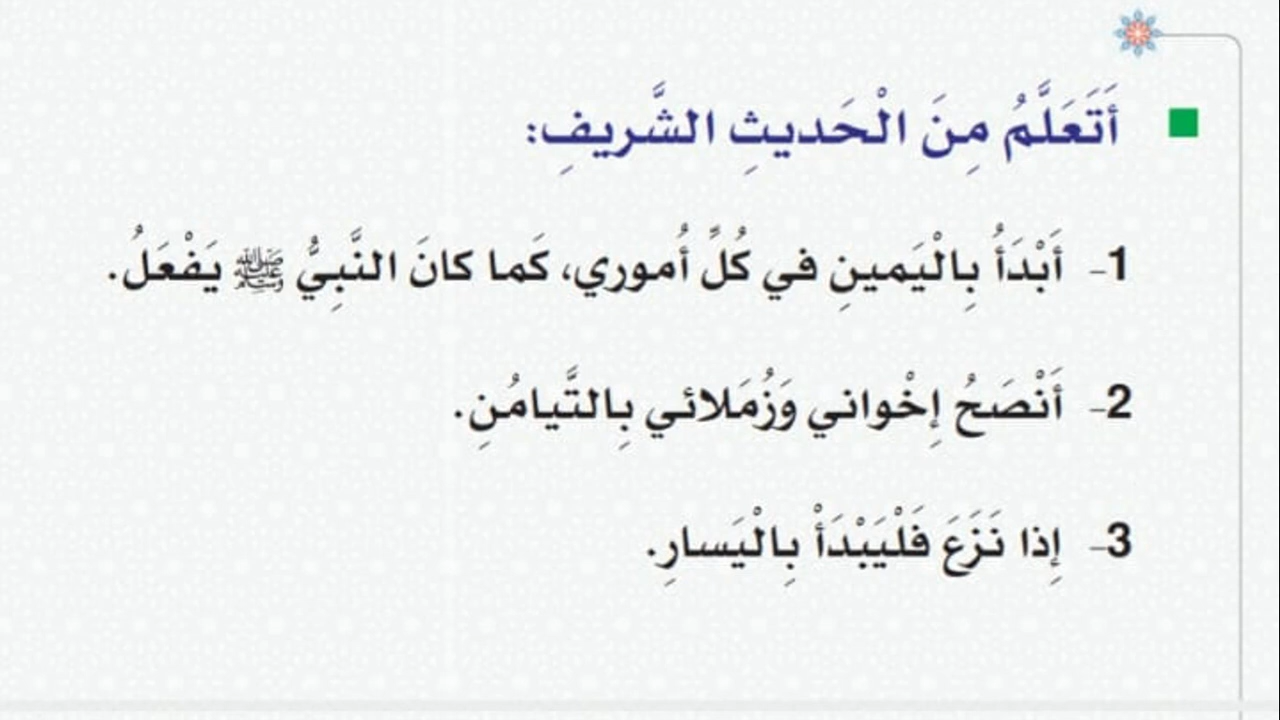 أَتَعَلَّمُ مِنَ الْحَديثِ الشَّريفِ:
1- أَبْدَأُ بِالْيَمينِ في كُلِّ أُموري، كَما كانَ النَّبِيُّ ﷺ يَفْعَلُ.
2- أَنْصَحُ إِخْواني وَزُمَلائي بِالتَّيامُنِ.
3- إِذا نَزَعَ فَلْيَبْدَأْ بِالْيَسارِ.